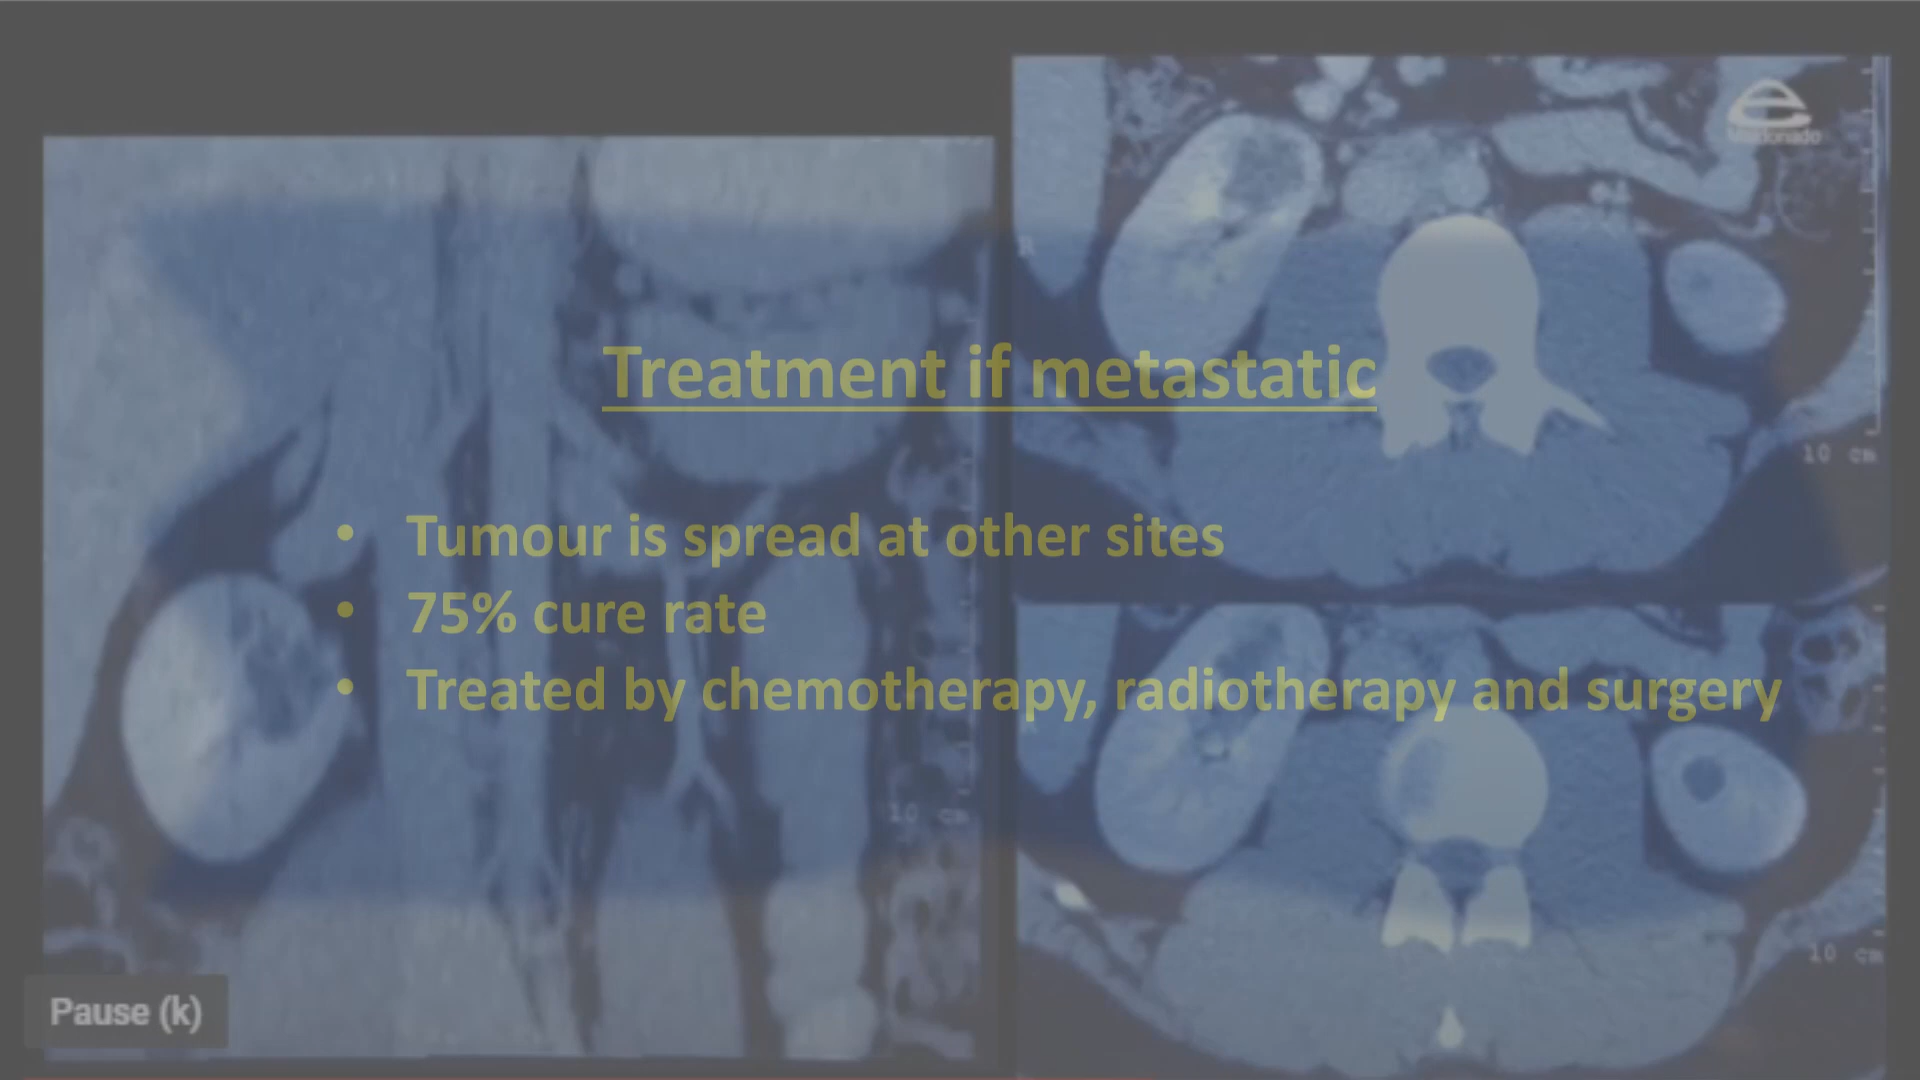 Maldonado
R
Treatment if metastatic
10 cm
• Tumour is spread at other sites
• 75% cure rate
• Treated by chemotherapy, radiotherapy and surgery
10 cm
10 cm
Pause (k)